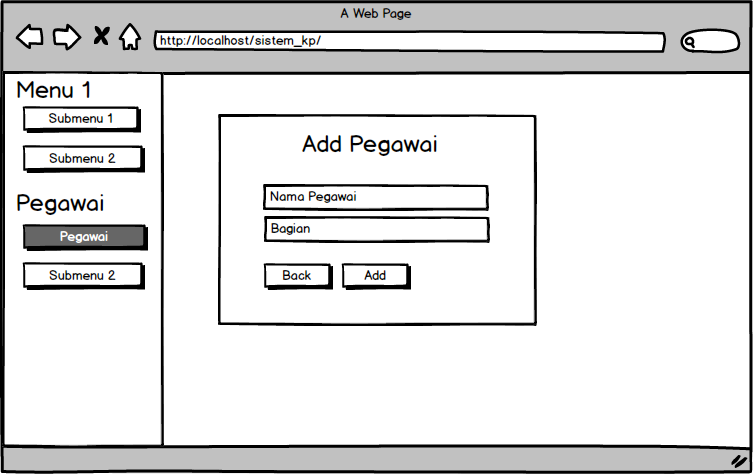 A Web Page
http://localhost/sistem_kp/
Menu 1
Submenu 1
Submenu 2
Pegawai
Pegawai
Submenu 2
Add Pegawai
Nama Pegawai
Bagian
Back Add